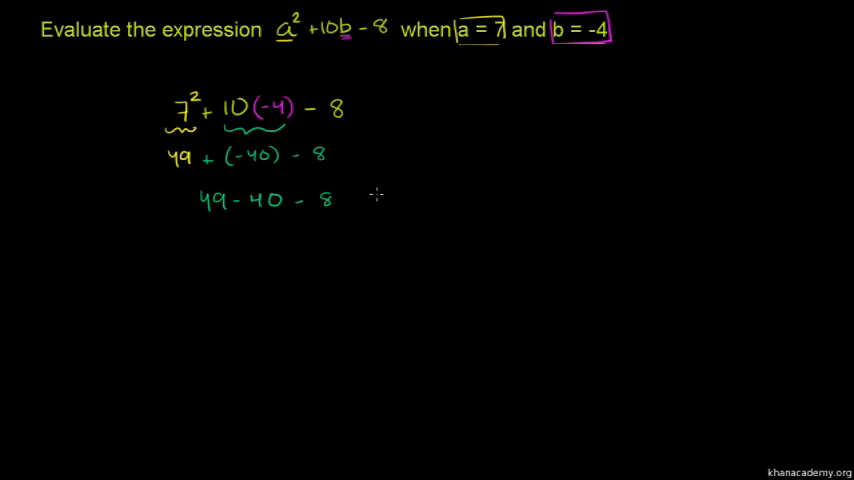 Evaluate the expression a² + 10b - 8 when a = 7 and b = -4
7² + 10(-4) - 8
49 + (-40) - 8
49 - 40 - 8
khanacademy.org